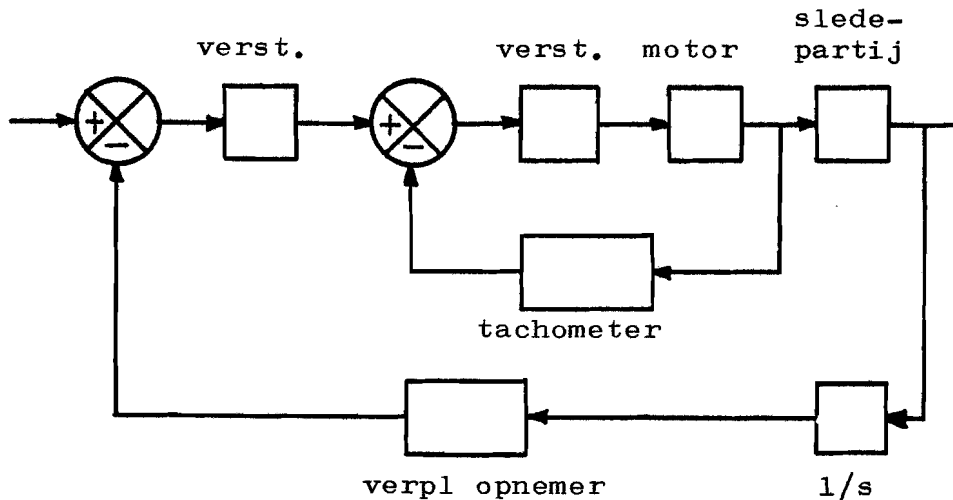 slede-
verst.
verst.
motor
partij
+
−
+
−
tachometer
verpl opnemer
1/s